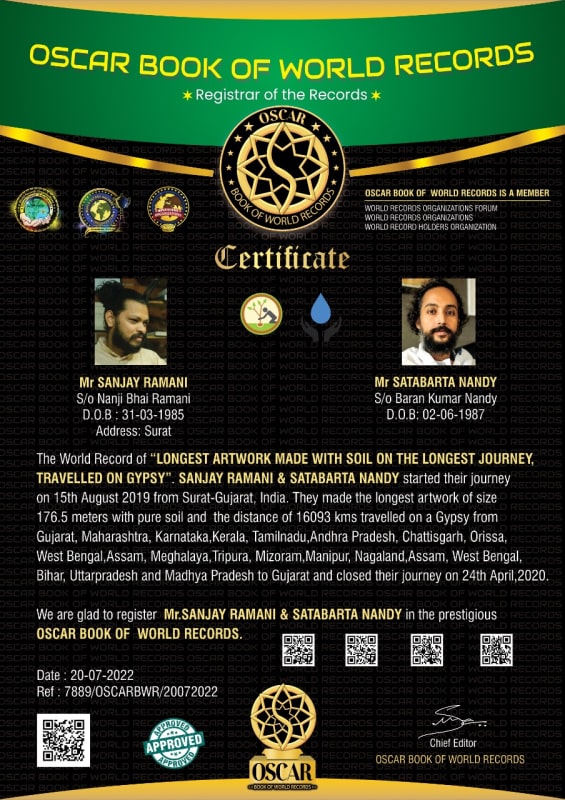 OSCAR BOOK OF WORLD RECORDS
Registrar of the Records
OSCAR
BOOK OF WORLD RECORDS
OSCAR BOOK OF WORLD RECORDS IS A MEMBER
WORLD RECORDS ORGANIZATIONS FORUM
WORLD RECORDS ORGANIZATIONS
WORLD RECORD HOLDERS ORGANIZATION
Certificate
Mr SANJAY RAMANI
S/o Nanji Bhai Ramani
D.O.B : 31-03-1985
Address: Surat
Mr SATABARTA NANDY
S/o Baran Kumar Nandy
D.O.B: 02-06-1987
The World Record of “LONGEST ARTWORK MADE WITH SOIL ON THE LONGEST JOURNEY,
TRAVELLED ON GYPSY”. SANJAY RAMANI & SATABARTA NANDY started their journey
on 15th August 2019 from Surat-Gujarat, India. They made the longest artwork of size
176.5 meters with pure soil and the distance of 16093 kms travelled on a Gypsy from
Gujarat, Maharashtra, Karnataka,Kerala, Tamilnadu,Andhra Pradesh, Chattisgarh, Orissa,
West Bengal,Assam, Meghalaya,Tripura, Mizoram,Manipur, Nagaland,Assam, West Bengal,
Bihar, Uttarpradesh and Madhya Pradesh to Gujarat and closed their journey on 24th April,2020.
We are glad to register Mr.SANJAY RAMANI & SATABARTA NANDY in the prestigious
OSCAR BOOK OF WORLD RECORDS.
Date : 20-07-2022
Ref : 7889/OSCARBWR/20072022
APPROVED
APPROVED
APPROVED
OSCAR
BOOK OF WORLD RECORDS
Chief Editor
OSCAR BOOK OF WORLD RECORDS